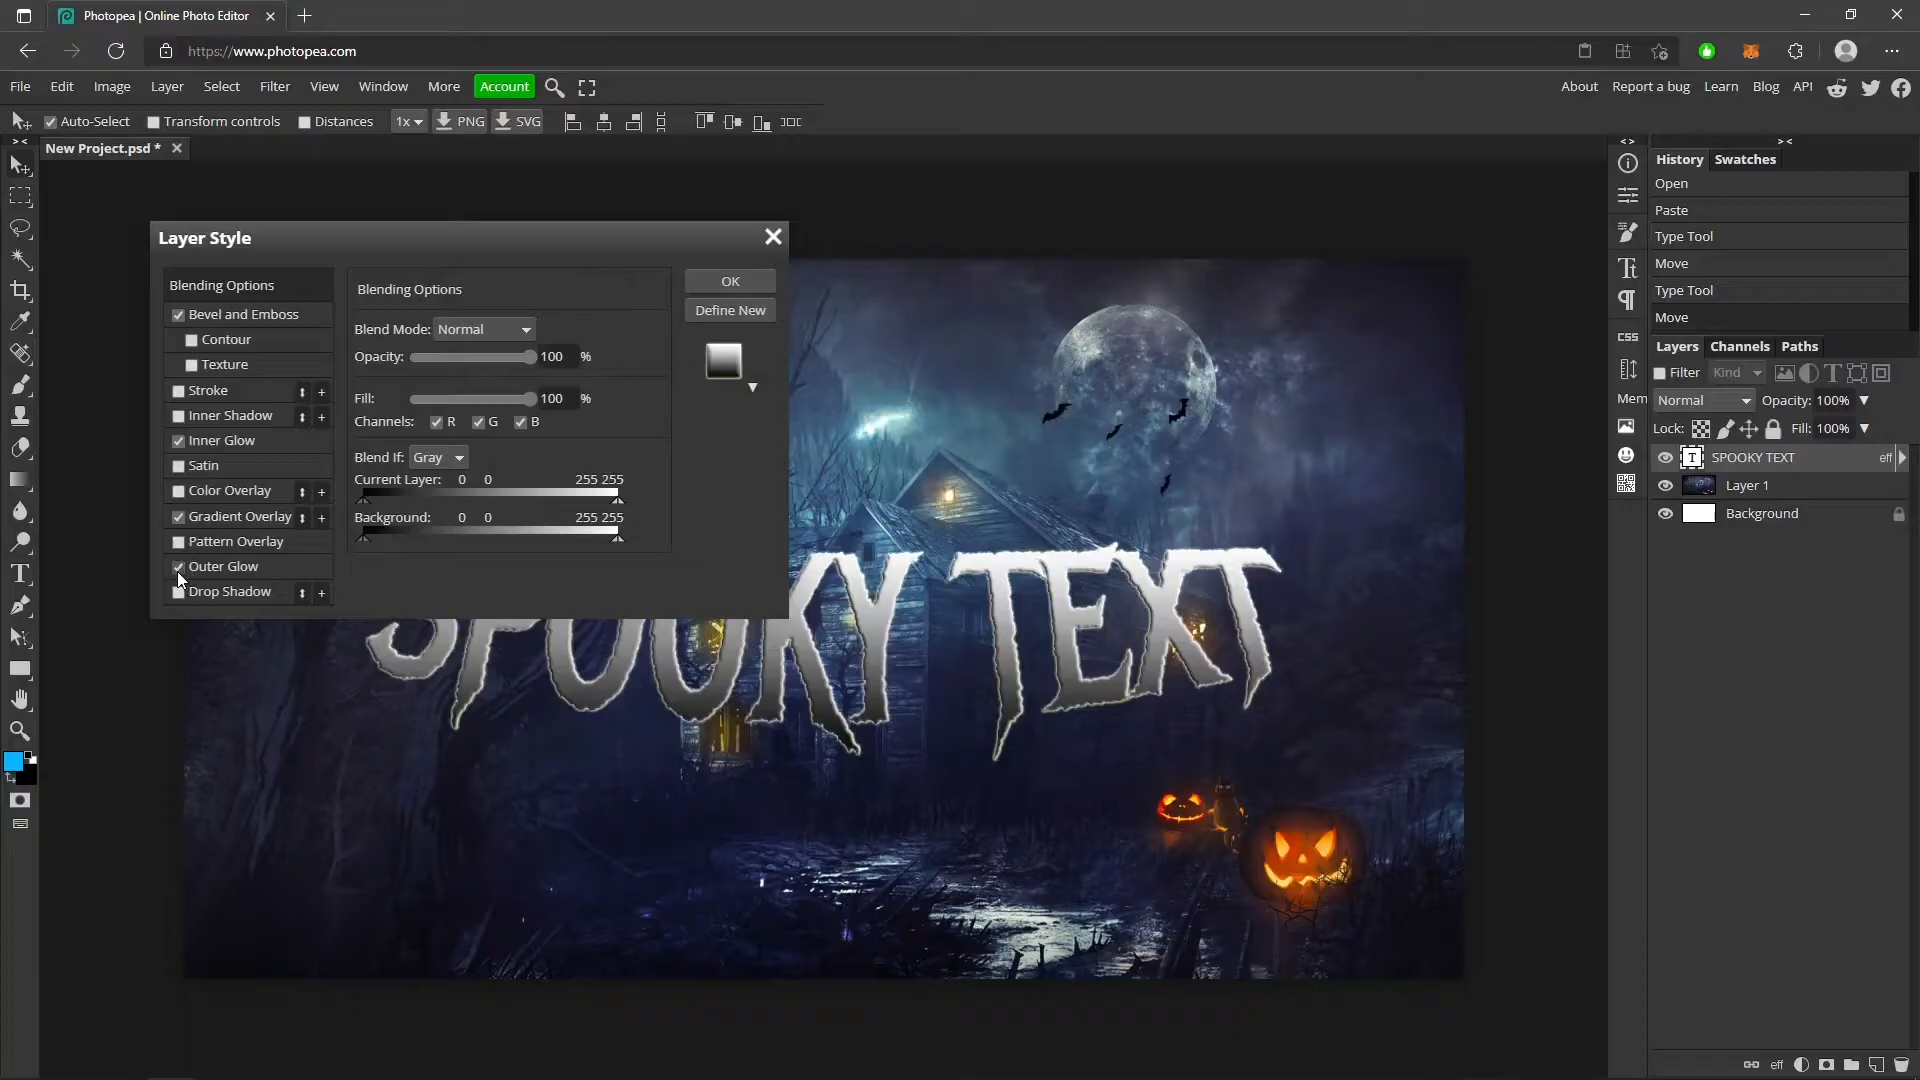 Photopea | Online Photo Editor
https://www.photopea.com
File Edit Image Layer Select Filter View Window More Account
About Report a bug Learn Blog API
Auto-Select Transform controls Distances 1x PNG SVG
New Project.psd *
Layer Style
Blending Options
Bevel and Emboss
Contour
Texture
Stroke
Inner Shadow
Inner Glow
Satin
Color Overlay
Gradient Overlay
Pattern Overlay
Outer Glow
Drop Shadow
Blending Options
Blend Mode: Normal
Opacity: 100 %
Fill: 100 %
Channels: R G B
Blend If: Gray
Current Layer: 0 0 255 255
Background: 0 0 255 255
OK
Define New
SPOOKY TEXT
CSS
Mem
History Swatches
Open
Paste
Type Tool
Move
Type Tool
Move
Layers Channels Paths
Filter Kind
Normal Opacity: 100%
Lock: Fill: 100%
SPOOKY TEXT eff
Layer 1
Background
eff